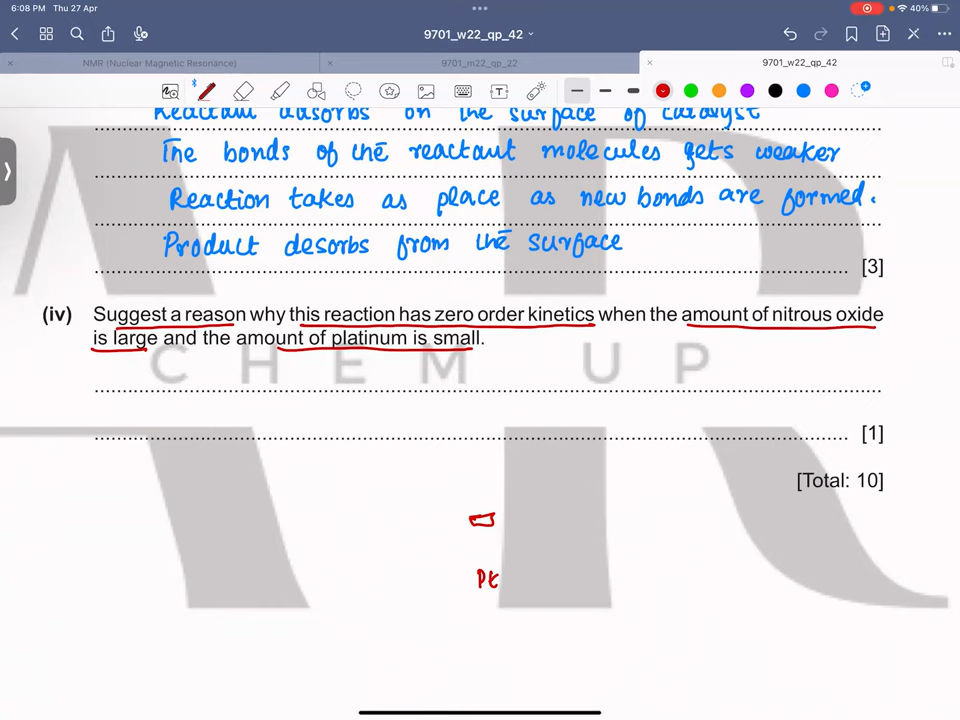 6:08 PM Thu 27 Apr
40%
9701_w22_qp_42
NMR (Nuclear Magnetic Resonance)
9701_m22_qp_22
9701_w22_qp_42
Reactant adsorbs on the surface of catalyst
The bonds of the reactant molecules gets weaker
Reaction takes as place as new bonds are formed.
Product desorbs from the surface
[3]
(iv) Suggest a reason why this reaction has zero order kinetics when the amount of nitrous oxide
is large and the amount of platinum is small.
CHEM UP
[1]
[Total: 10]
Pt